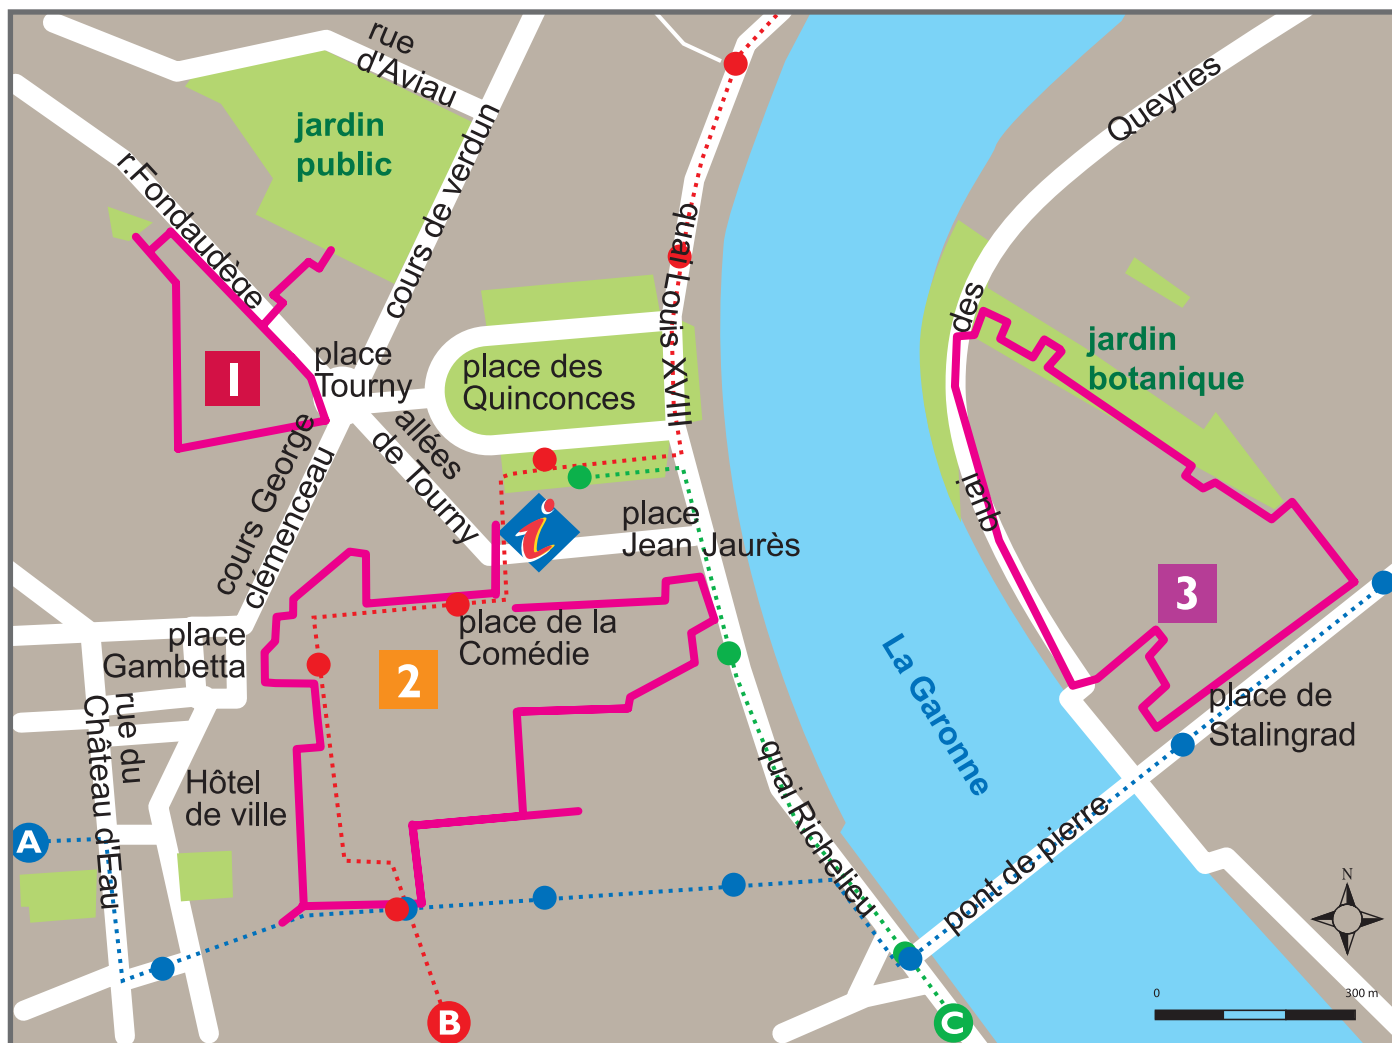 rue
d'Aviau
jardin
public
Queyries
r.Fondaudège
cours de verdun
quai Louis XVIII
des
place
Tourny
place des
Quinconces
jardin
botanique
1
allées
de Tourny
cours George
clémenceau
quai
place
Jean Jaurès
i
3
place de la
Comédie
place
Gambetta
2
La Garonne
place de
Stalingrad
rue du
Château d'Eau
Hôtel
de ville
quai Richelieu
pont de pierre
A
N
B
C
0
300 m